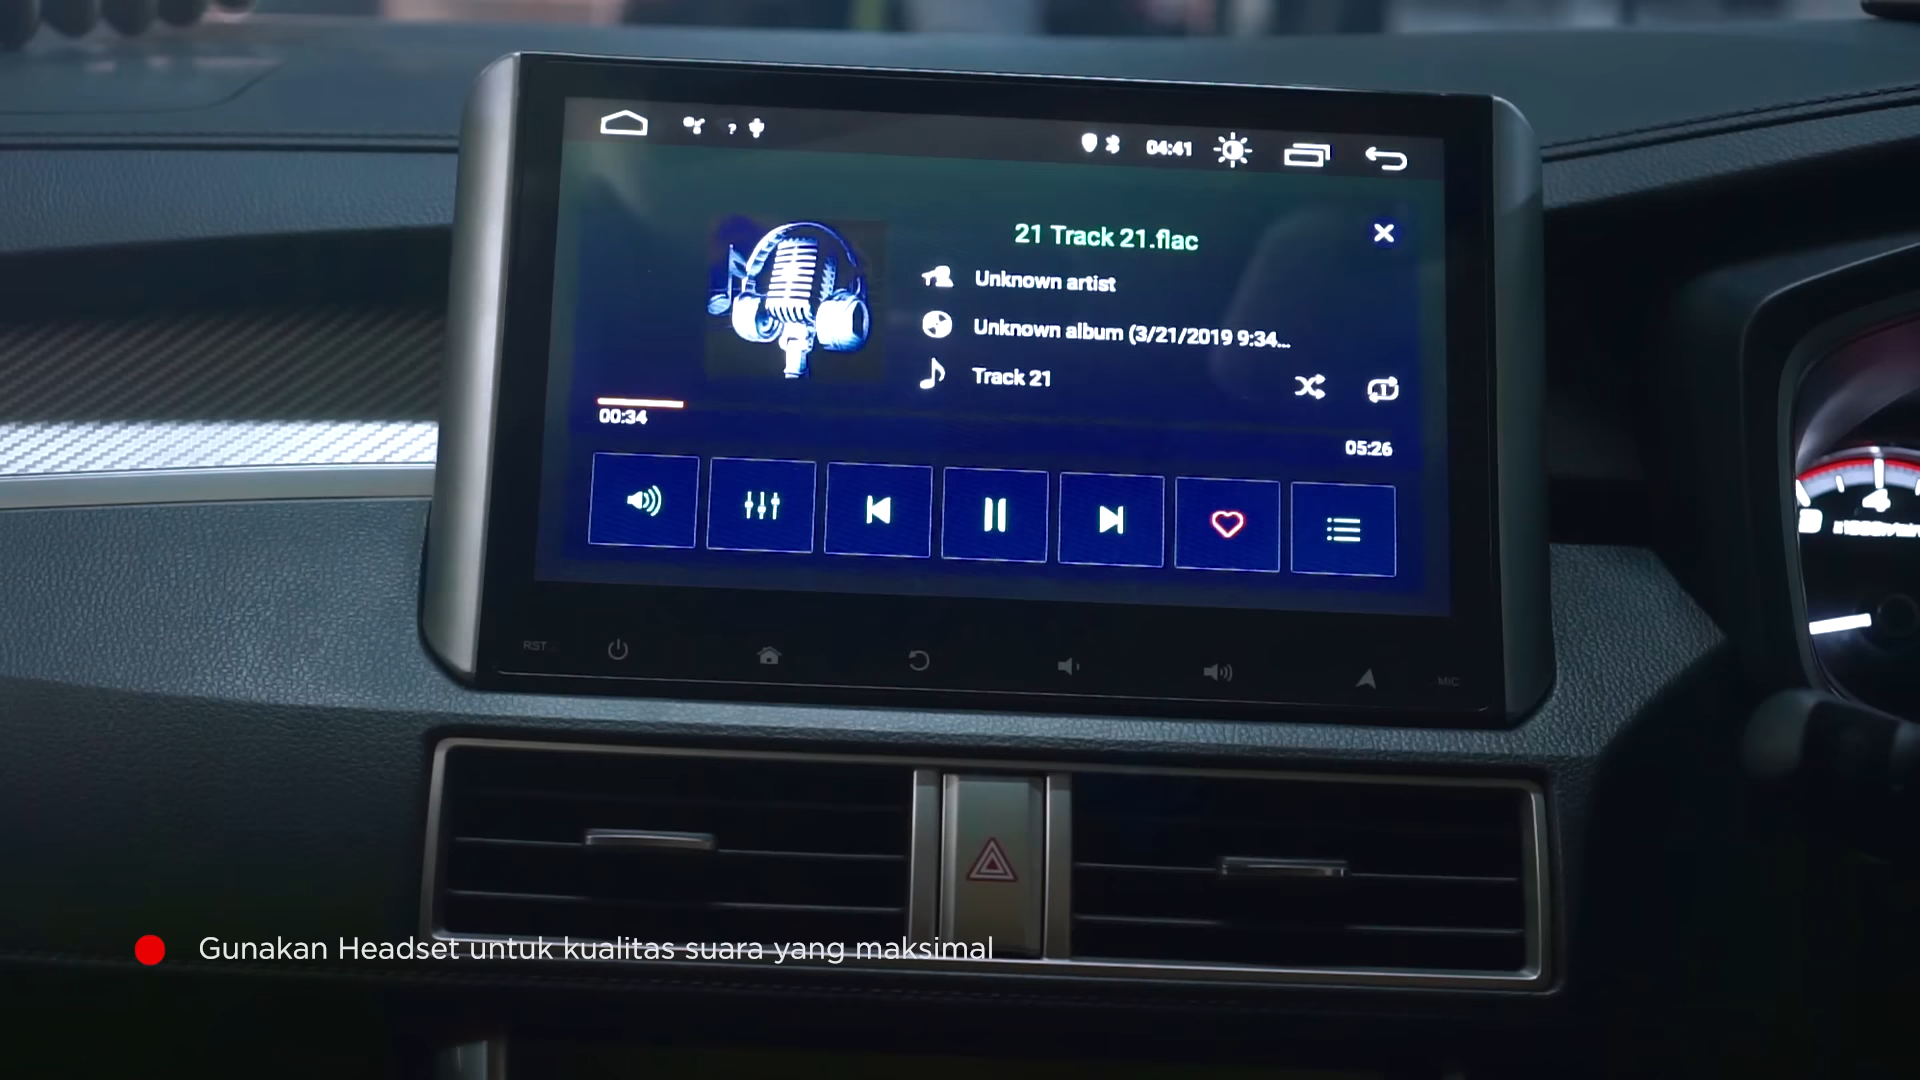 ?
04:41
21 Track 21.flac
Unknown artist
Unknown album (3/21/2019 9:34...
Track 21
00:34
05:26
RST
MIC
4
Gunakan Headset untuk kualitas suara yang maksimal